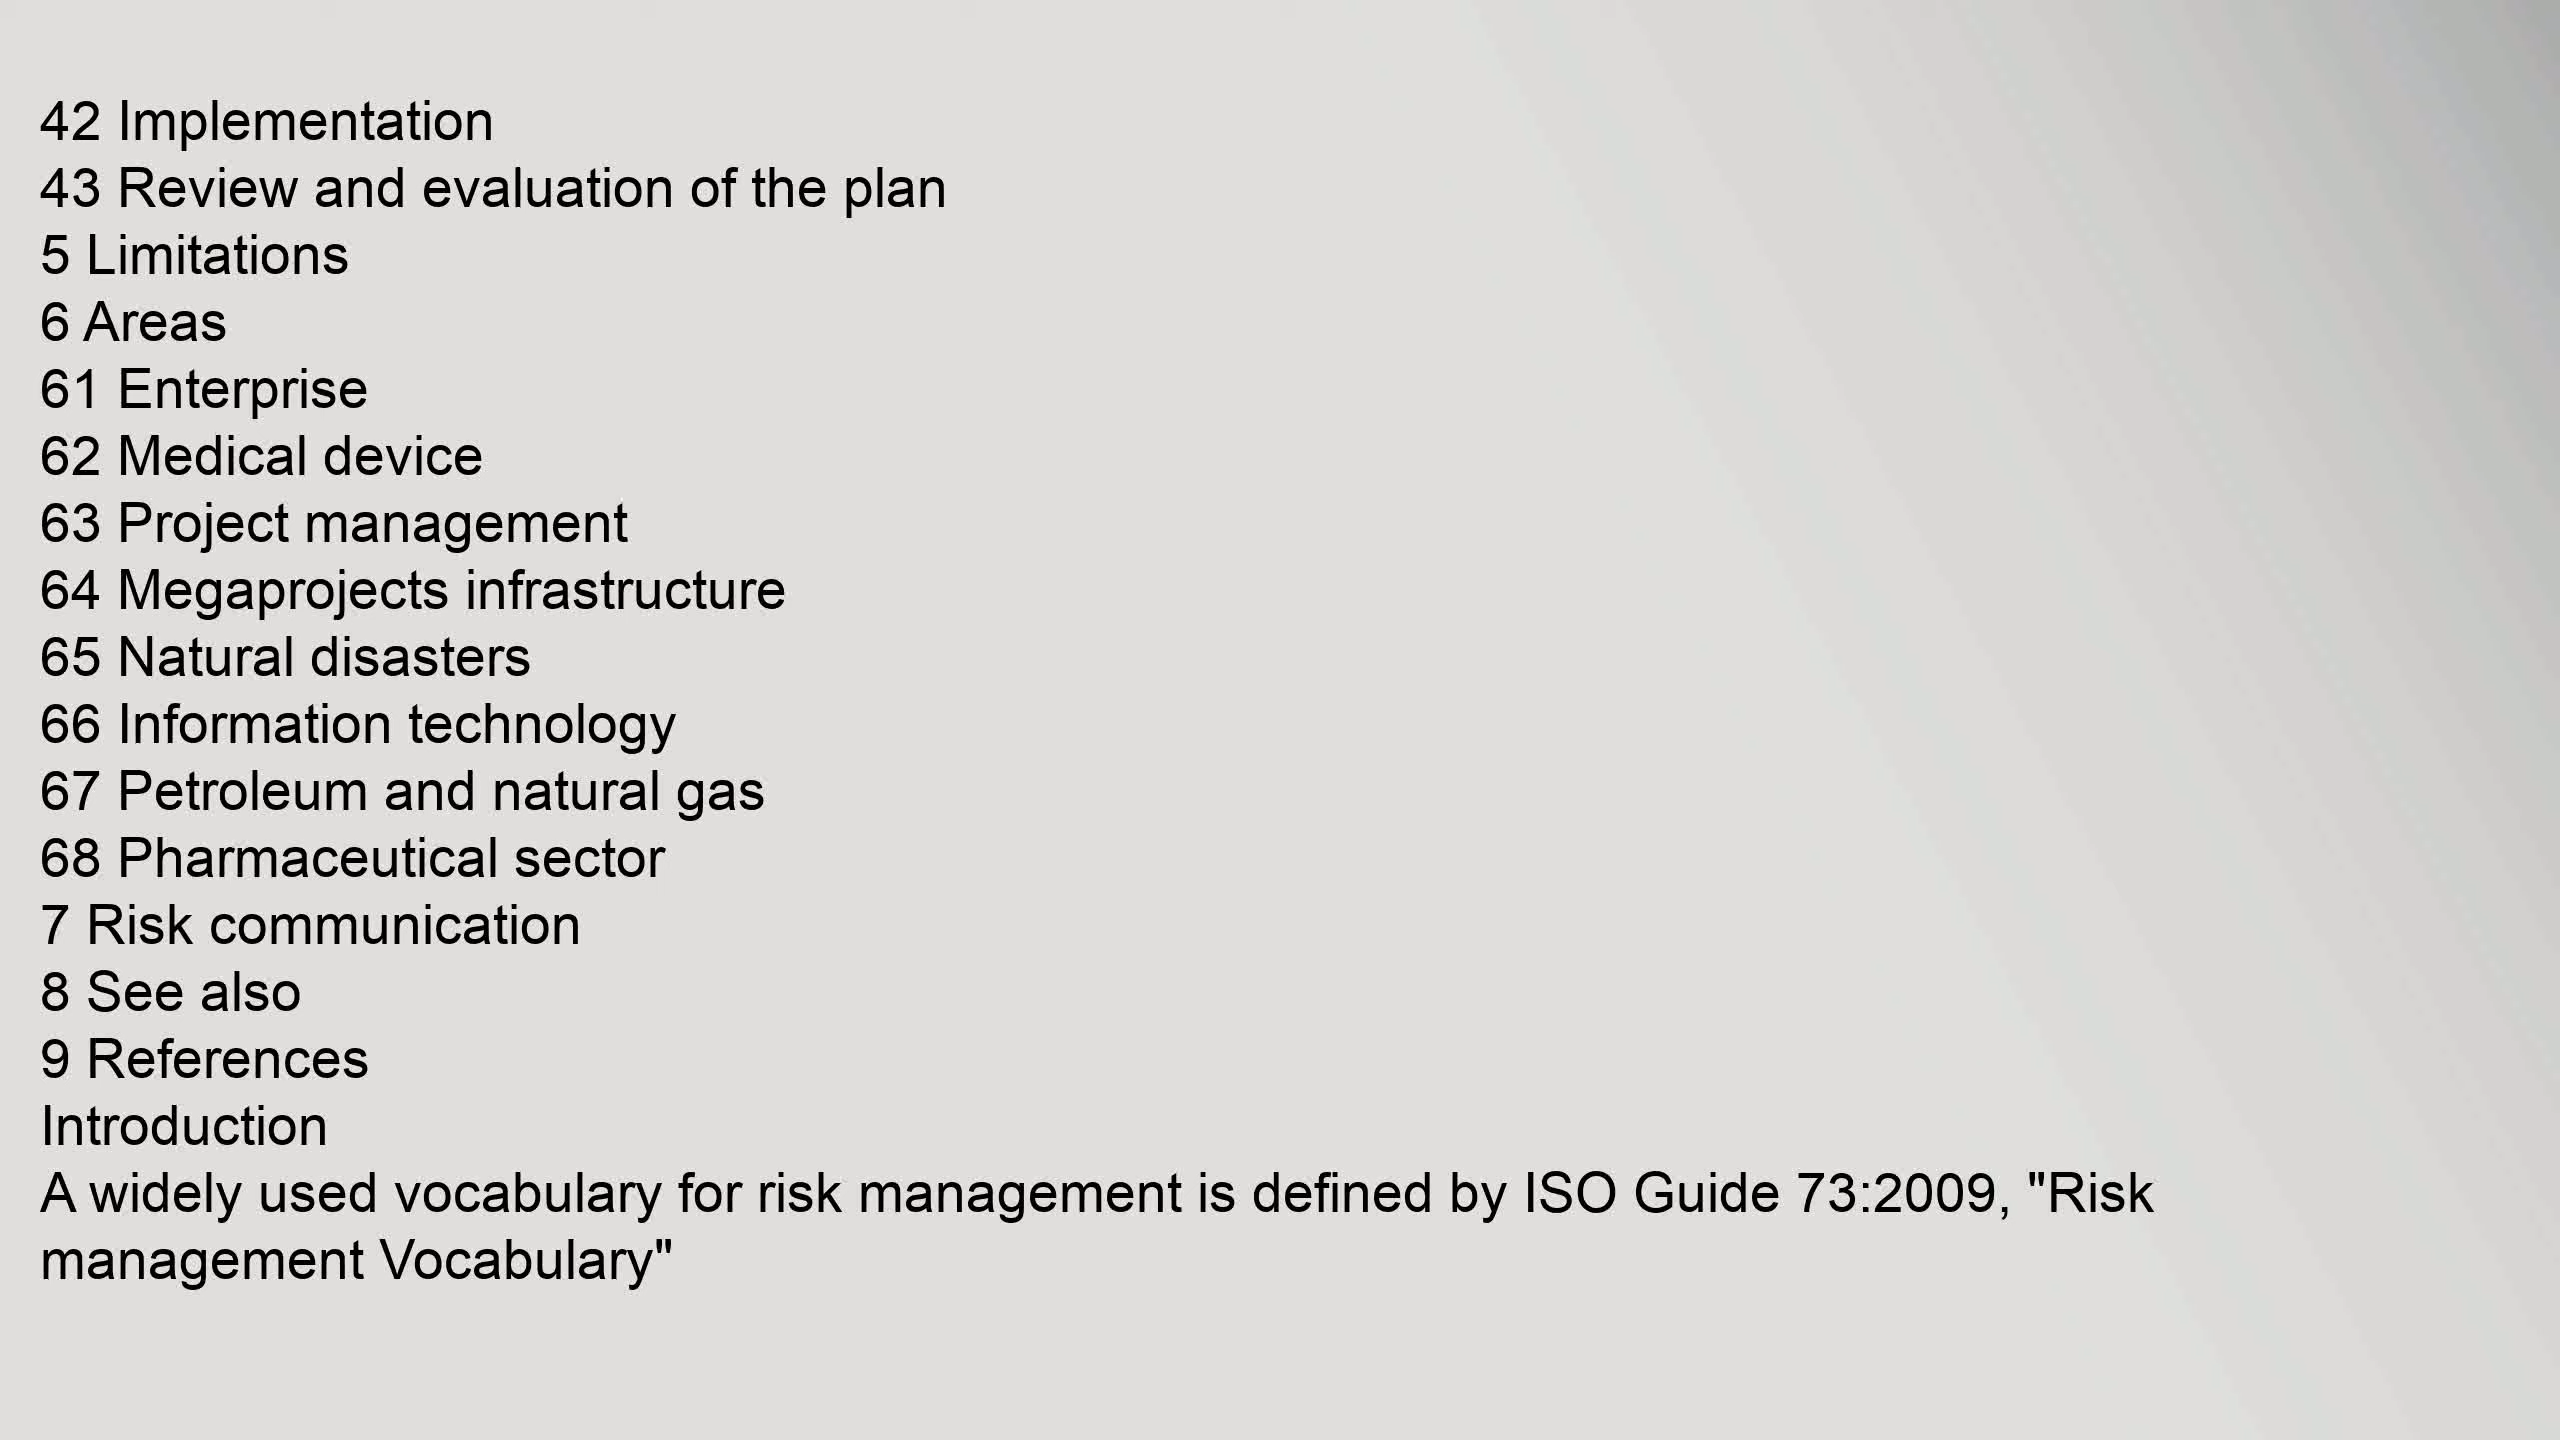 42 Implementation
43 Review and evaluation of the plan
5 Limitations
6 Areas
61 Enterprise
62 Medical device
63 Project management
64 Megaprojects infrastructure
65 Natural disasters
66 Information technology
67 Petroleum and natural gas
68 Pharmaceutical sector
7 Risk communication
8 See also
9 References
Introduction
A widely used vocabulary for risk management is defined by ISO Guide 73:2009, "Risk
management Vocabulary"